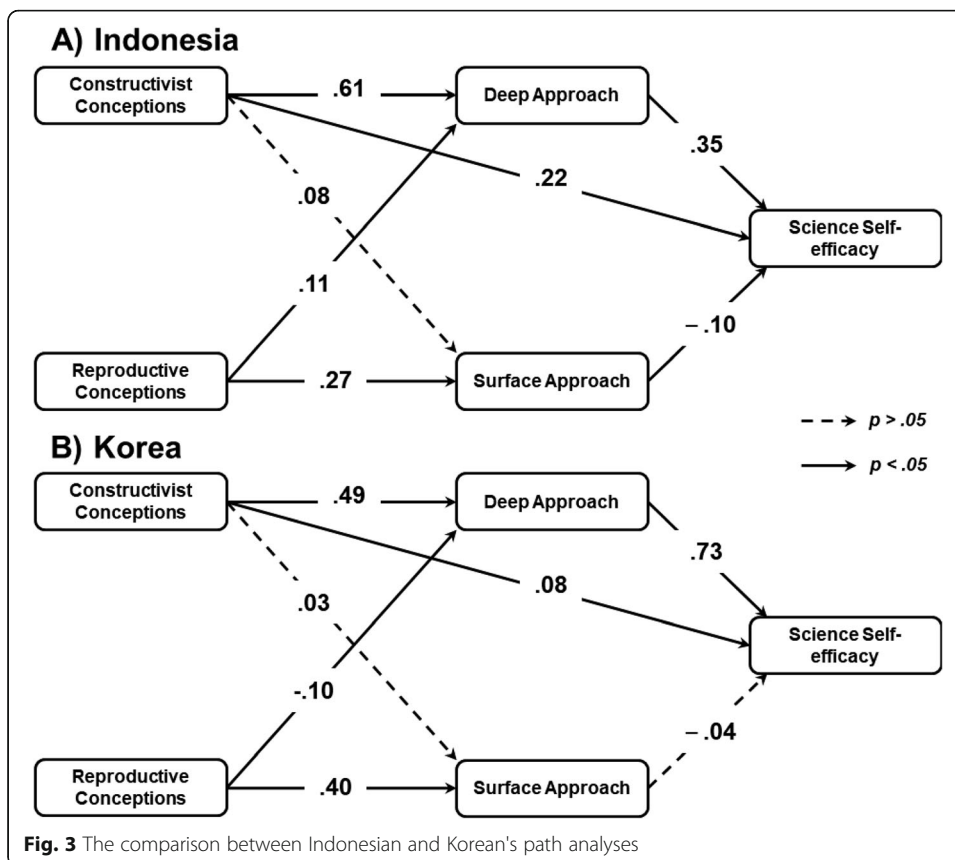 A) Indonesia
Constructivist
Conceptions
.61
Deep Approach
.35
.08
.22
Science Self-
efficacy
.11
– .10
Reproductive
Conceptions
.27
Surface Approach
p > .05
p < .05
B) Korea
Constructivist
Conceptions
.49
Deep Approach
.73
.03
.08
Science Self-
efficacy
-.10
– .04
Reproductive
Conceptions
.40
Surface Approach
Fig. 3 The comparison between Indonesian and Korean's path analyses